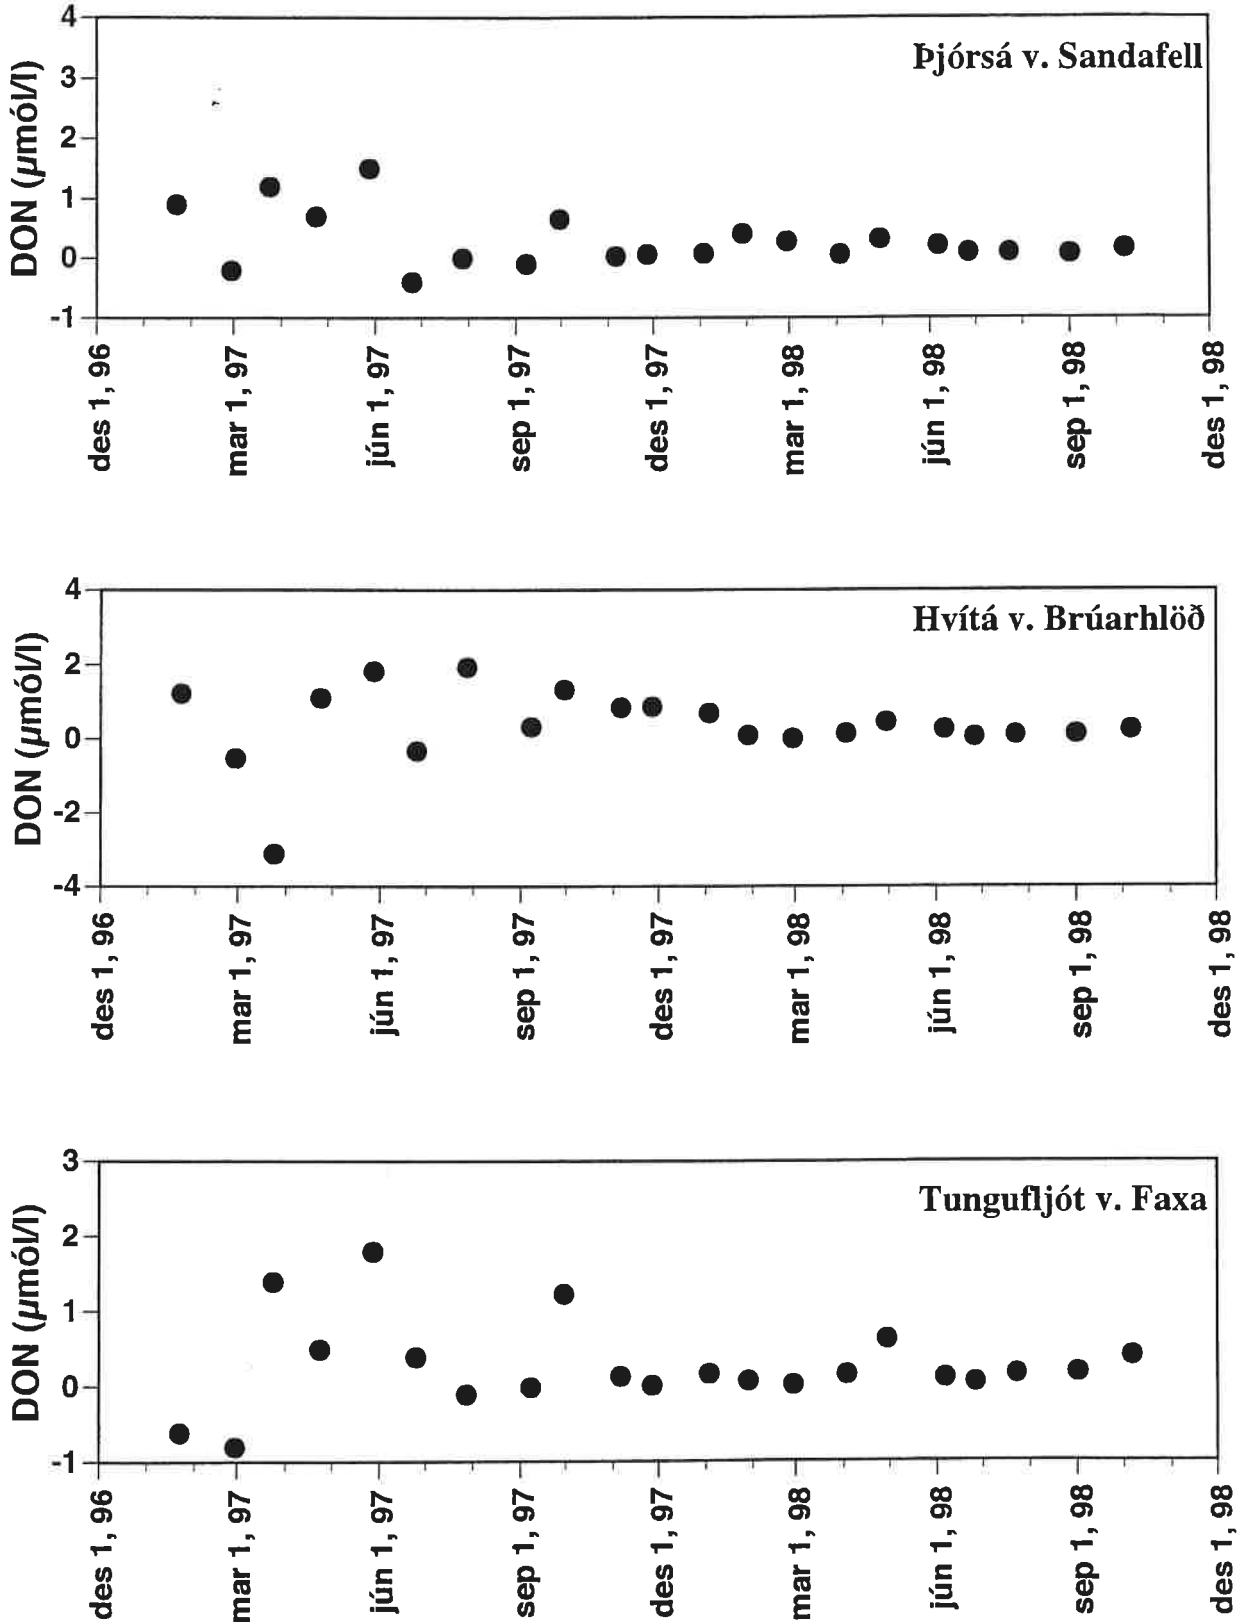 Þjórsá v. Sandafell
DON (µmól/l)
4
3
2
1
0
-1
des 1, 96
mar 1, 97
jún 1, 97
sep 1, 97
des 1, 97
mar 1, 98
jún 1, 98
sep 1, 98
des 1, 98
Hvítá v. Brúarhlöð
DON (µmól/l)
4
2
0
-2
-4
des 1, 96
mar 1, 97
jún 1, 97
sep 1, 97
des 1, 97
mar 1, 98
jún 1, 98
sep 1, 98
des 1, 98
Tungufljót v. Faxa
DON (µmól/l)
3
2
1
0
-1
des 1, 96
mar 1, 97
jún 1, 97
sep 1, 97
des 1, 97
mar 1, 98
jún 1, 98
sep 1, 98
des 1, 98